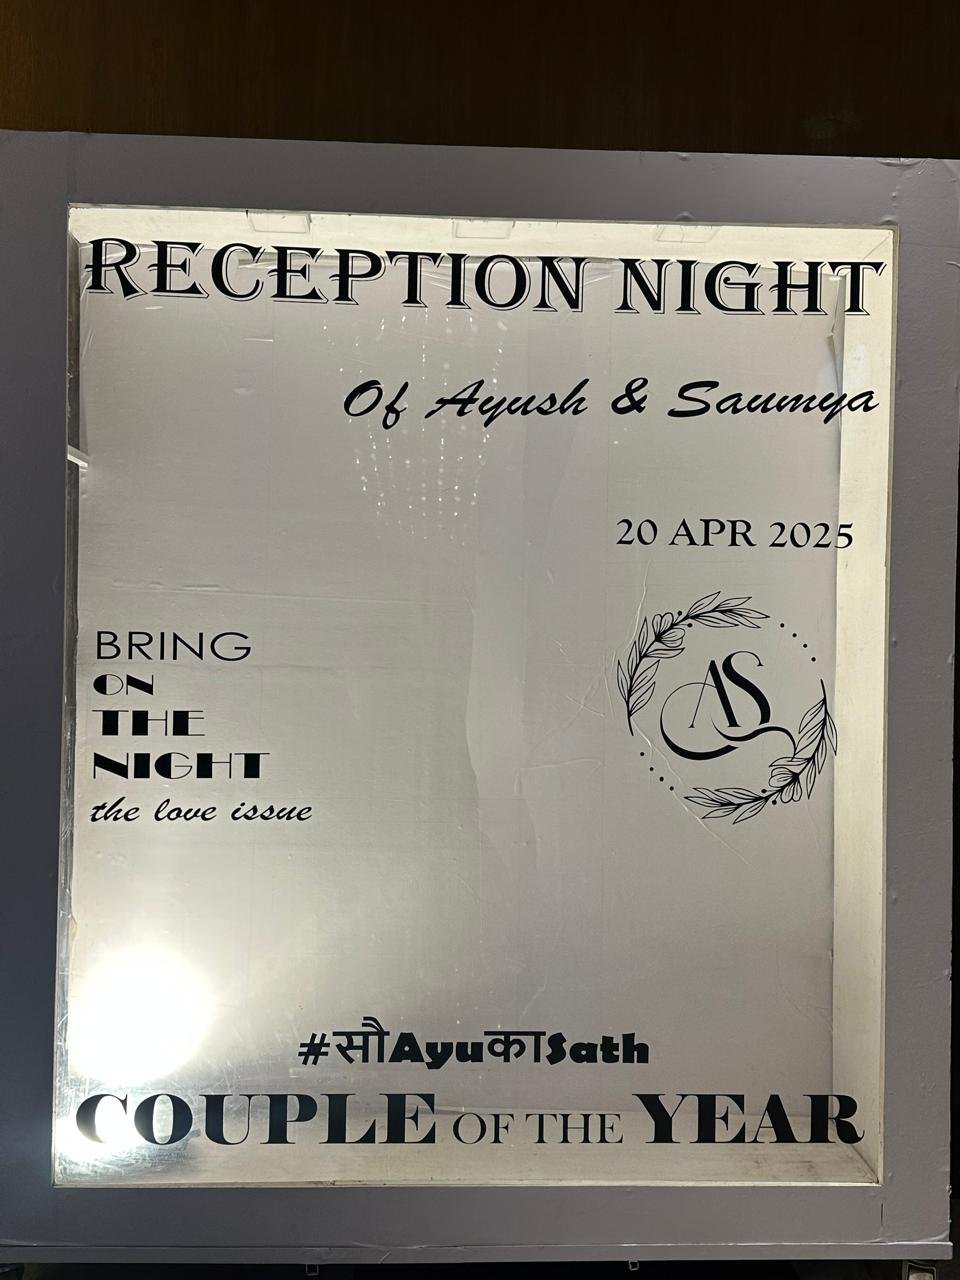 RECEPTION NIGHT
Of Ayush & Saumya
20 APR 2025
BRING
ON
THE
NIGHT
the love issue
AS
#सौAyuकाSath
COUPLE OF THE YEAR